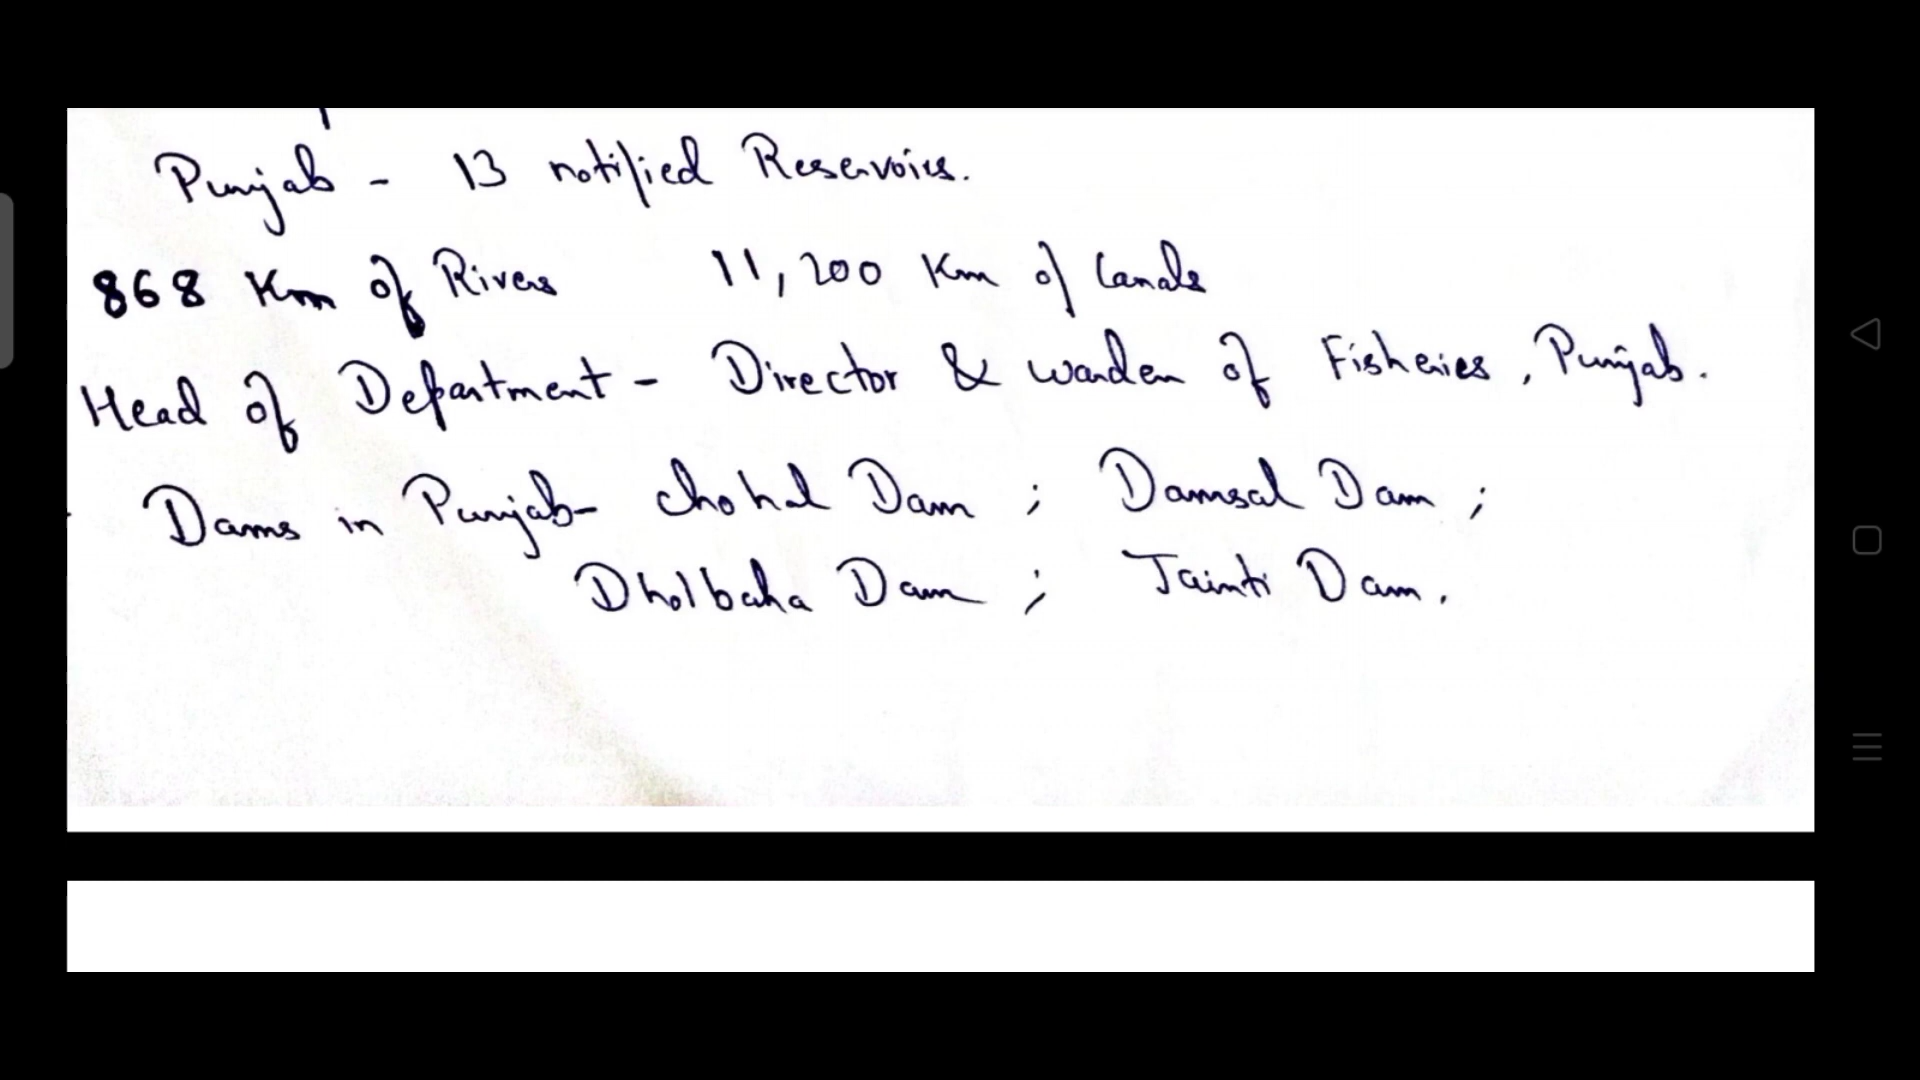 Punjab - 13 notified Reservoirs.
868 Km of Rivers 11,200 Km of Canals
Head of Department - Director & warden of Fisheries, Punjab.
Dams in Punjab - Chohal Dam ; Damsal Dam ;
Dholbaha Dam ; Jainti Dam.